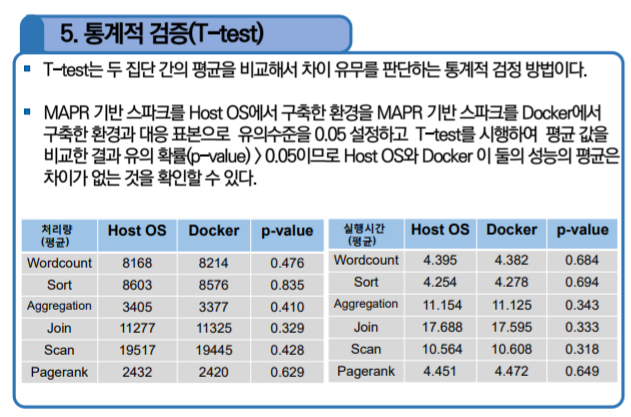 5. 통계적 검증(T-test)
T-test는 두 집단 간의 평균을 비교해서 차이 유무를 판단하는 통계적 검정 방법이다.
MAPR 기반 스파크를 Host OS에서 구축한 환경을 MAPR 기반 스파크를 Docker에서
구축한 환경과 대응 표본으로 유의수준을 0.05 설정하고 T-test를 시행하여 평균 값을
비교한 결과 유의 확률(p-value) > 0.05이므로 Host OS와 Docker 이 둘의 성능의 평균은
차이가 없는 것을 확인할 수 있다.
처리량
(평균) Host OS Docker p-value
Wordcount 8168 8214 0.476
Sort 8603 8576 0.835
Aggregation 3405 3377 0.410
Join 11277 11325 0.329
Scan 19517 19445 0.428
Pagerank 2432 2420 0.629
실행시간
(평균) Host OS Docker p-value
Wordcount 4.395 4.382 0.684
Sort 4.254 4.278 0.694
Aggregation 11.154 11.125 0.343
Join 17.688 17.595 0.333
Scan 10.564 10.608 0.318
Pagerank 4.451 4.472 0.649